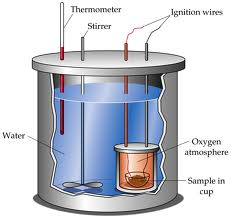 Thermometer
Stirrer
Ignition wires
Water
Oxygen
atmosphere
Sample in
cup